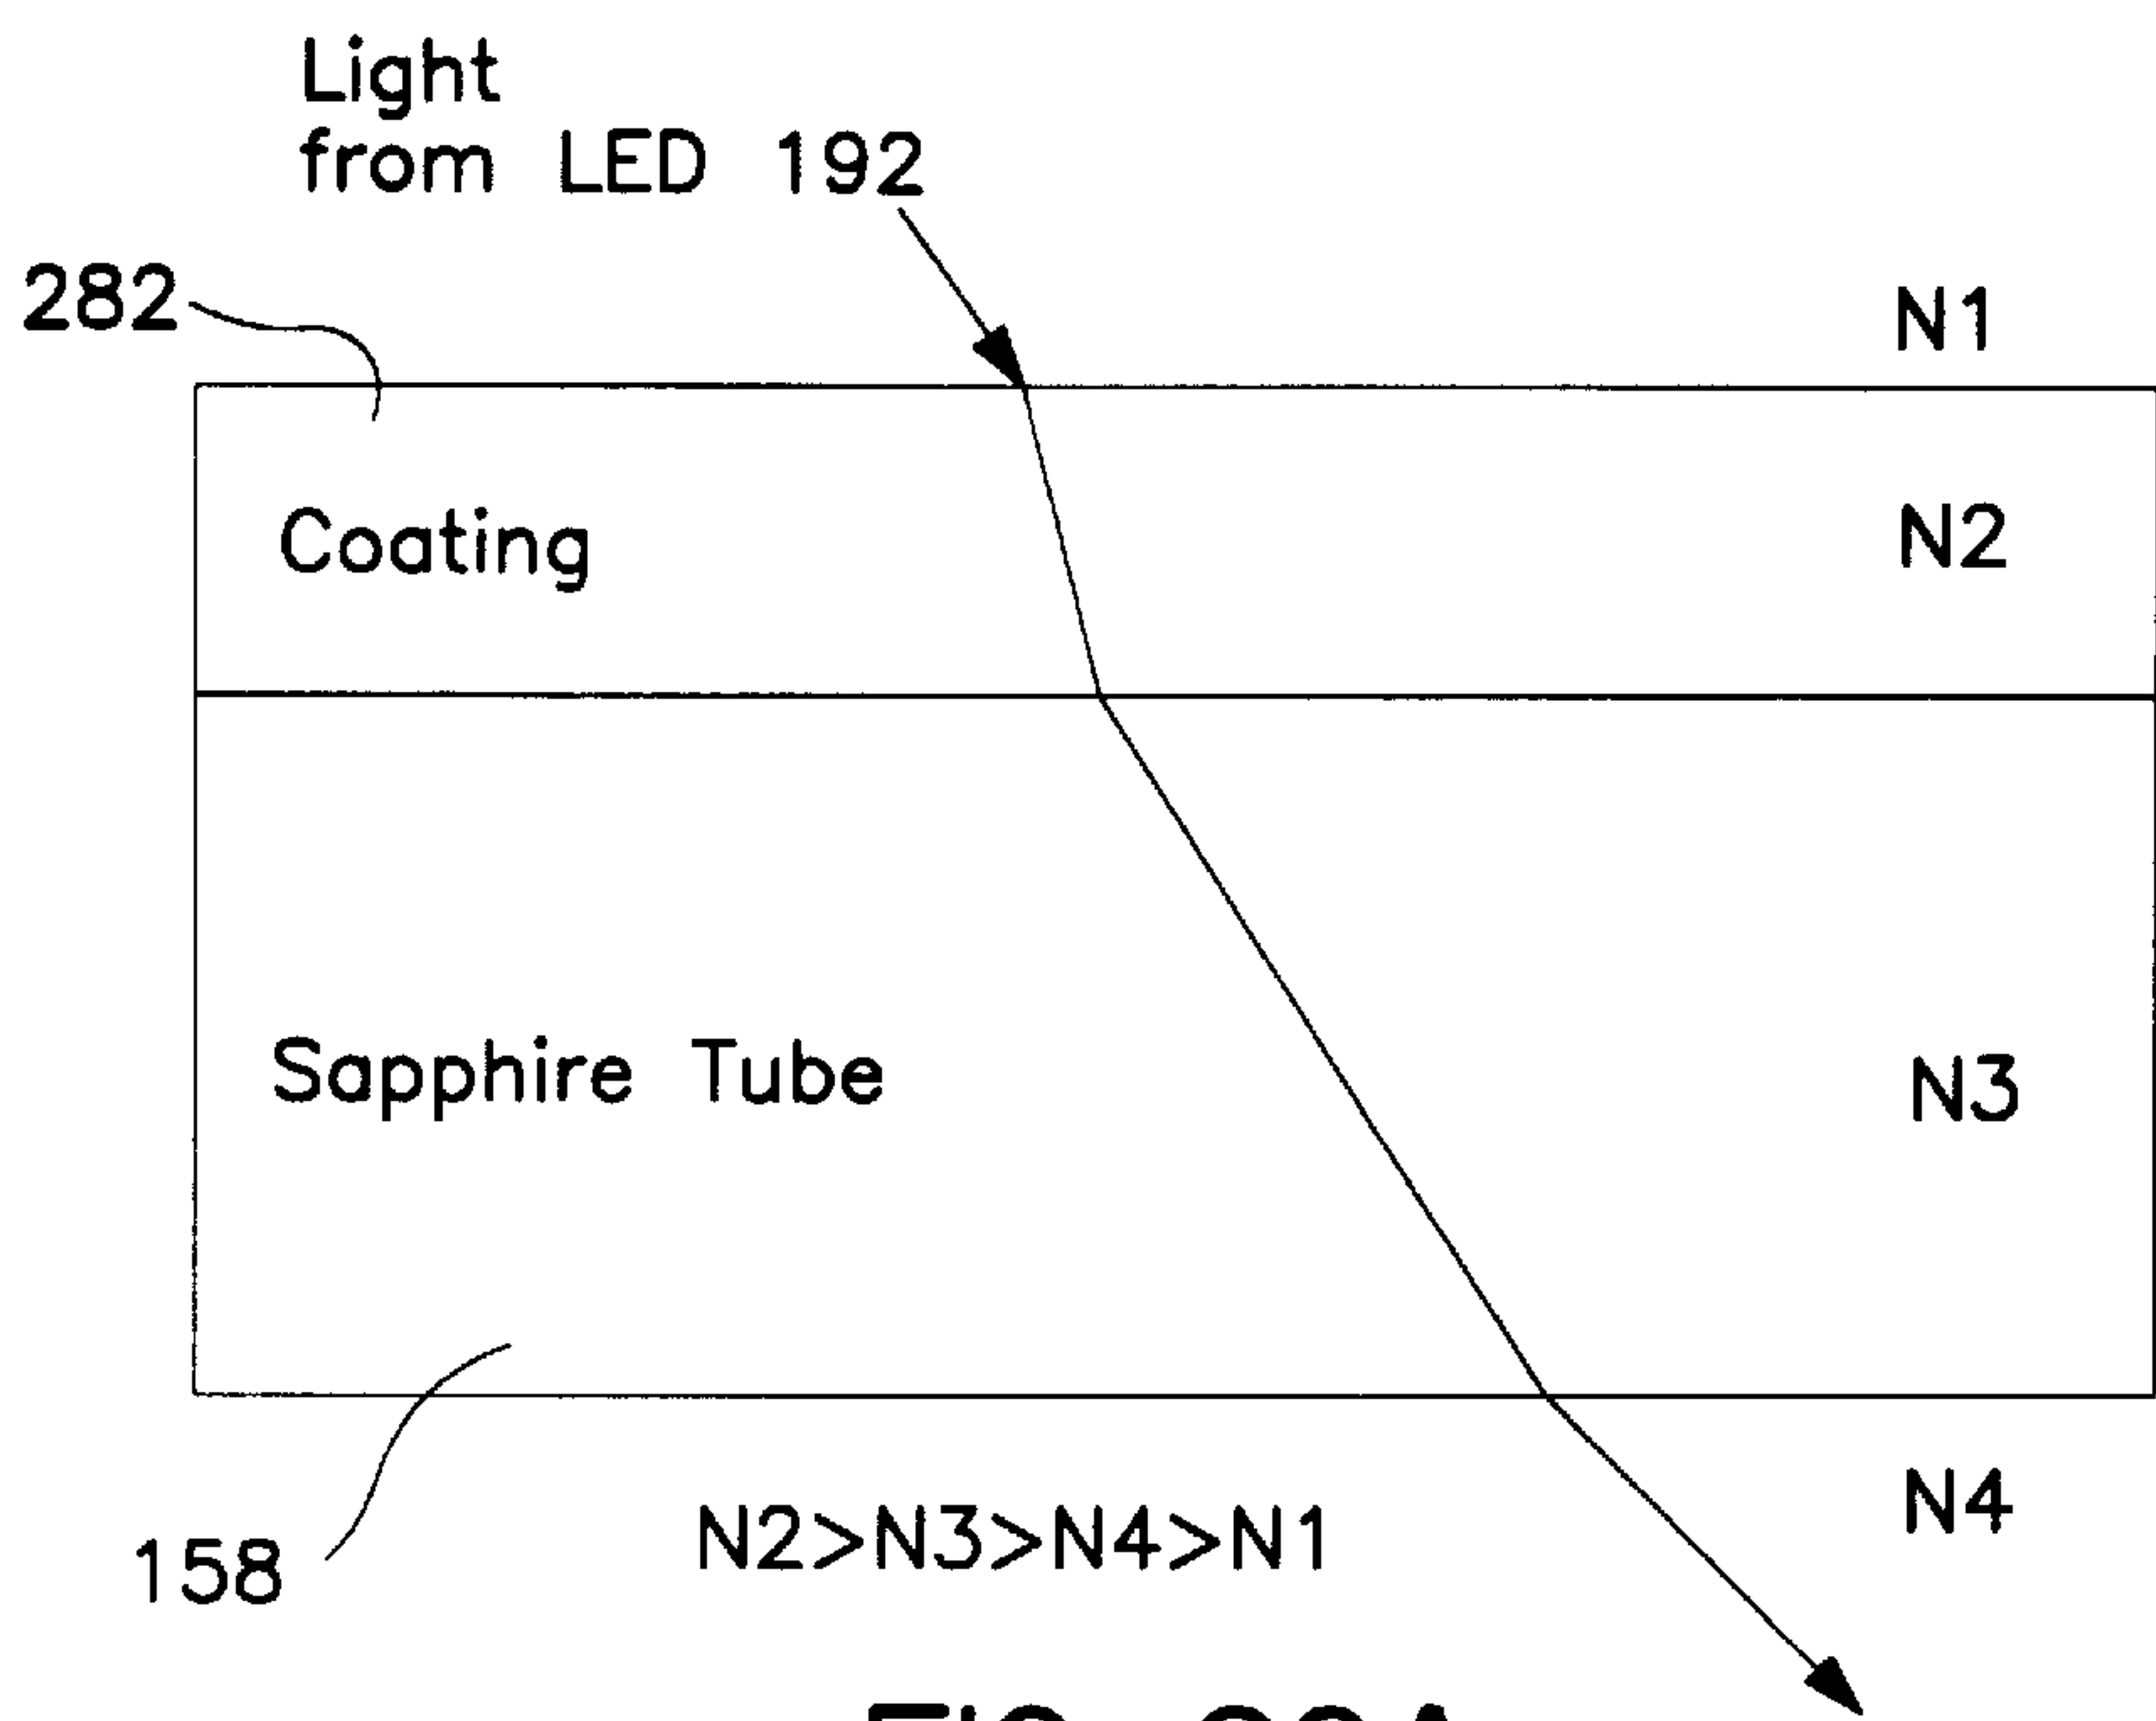 Light
from LED 192
282
N1
Coating
N2
Sapphire Tube
N3
N4
N2>N3>N4>N1
158